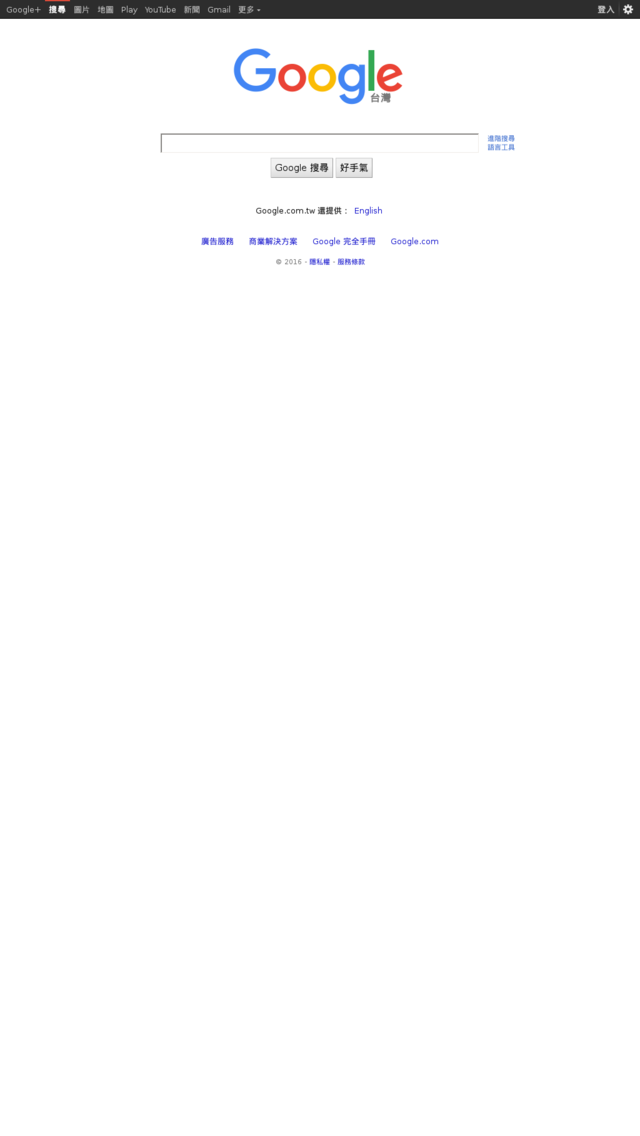 Google+ 搜尋 圖片 地圖 Play YouTube 新聞 Gmail 更多 登入
Google
台灣
進階搜尋
語言工具
Google 搜尋 好手氣
Google.com.tw 還提供： English
廣告服務 商業解決方案 Google 完全手冊 Google.com
© 2016 - 隱私權 - 服務條款